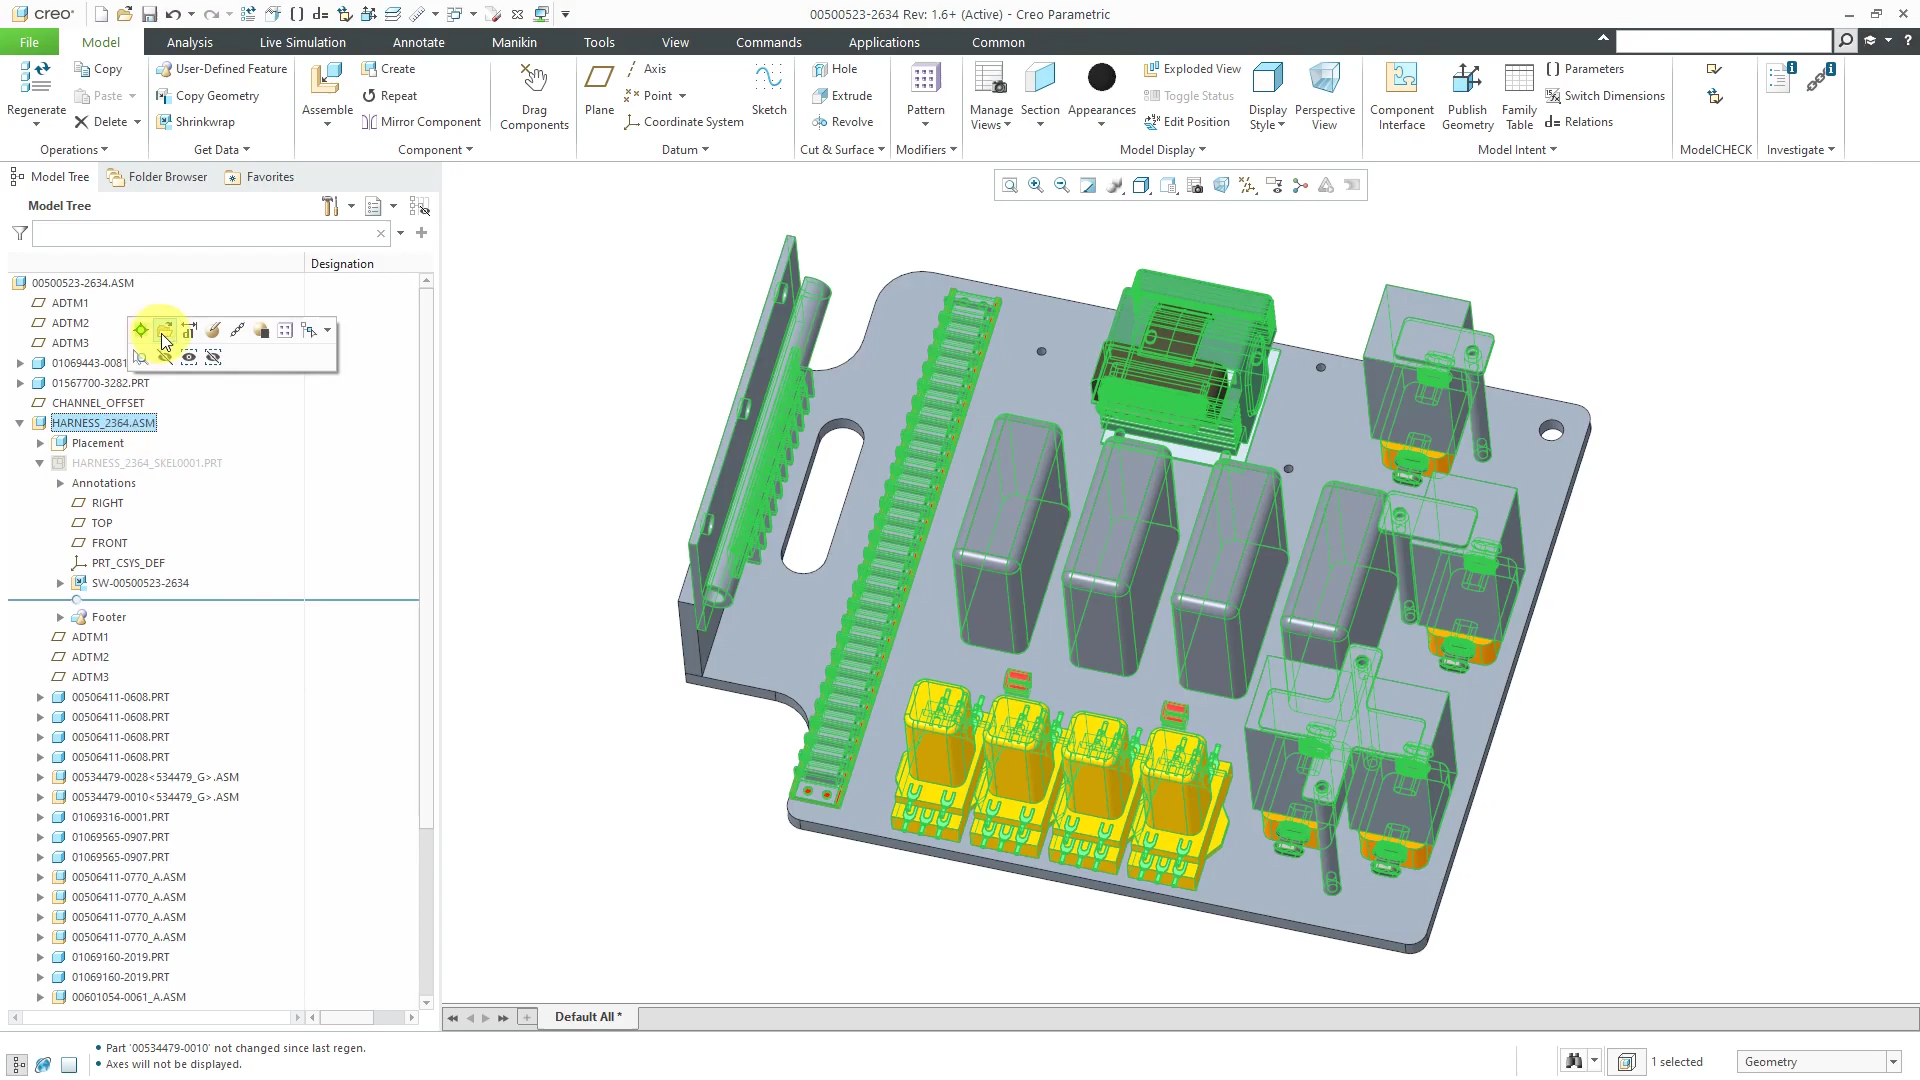 creo
00500523-2634 Rev: 1.6+ (Active) - Creo Parametric
File Model Analysis Live Simulation Annotate Manikin Tools View Commands Applications Common
Regenerate Copy Paste Delete
User-Defined Feature Copy Geometry Shrinkwrap
Assemble Create Repeat Mirror Component
Drag Components
Plane Axis Point Coordinate System Sketch
Hole Extrude Revolve
Pattern
Manage Views Section Appearances Exploded View Toggle Status Edit Position Display Style Perspective View
Component Interface Publish Geometry Family Table Parameters Switch Dimensions d= Relations
Operations Get Data Component Datum Cut & Surface Modifiers Model Display Model Intent ModelCHECK Investigate
Model Tree Folder Browser Favorites
Model Tree
Designation
00500523-2634.ASM
ADTM1
ADTM2
ADTM3
01069443-0081
01567700-3282.PRT
CHANNEL_OFFSET
HARNESS_2364.ASM
Placement
HARNESS_2364_SKEL0001.PRT
Annotations
RIGHT
TOP
FRONT
PRT_CSYS_DEF
SW-00500523-2634
Footer
ADTM1
ADTM2
ADTM3
00506411-0608.PRT
00506411-0608.PRT
00506411-0608.PRT
00506411-0608.PRT
00534479-0028<534479_G>.ASM
00534479-0010<534479_G>.ASM
01069316-0001.PRT
01069565-0907.PRT
01069565-0907.PRT
00506411-0770_A.ASM
00506411-0770_A.ASM
00506411-0770_A.ASM
00506411-0770_A.ASM
01069160-2019.PRT
01069160-2019.PRT
00601054-0061_A.ASM
Default All *
• Part '00534479-0010' not changed since last regen.
• Axes will not be displayed.
1 selected
Geometry